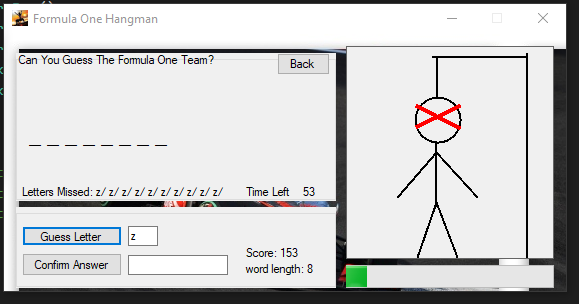 Formula One Hangman
Can You Guess The Formula One Team?
Back
_ _ _ _ _ _ _ _
Letters Missed: z/ z/ z/ z/ z/ z/ z/ z/ z/ z/
Time Left 53
Guess Letter
z
Confirm Answer
Score: 153
word length: 8